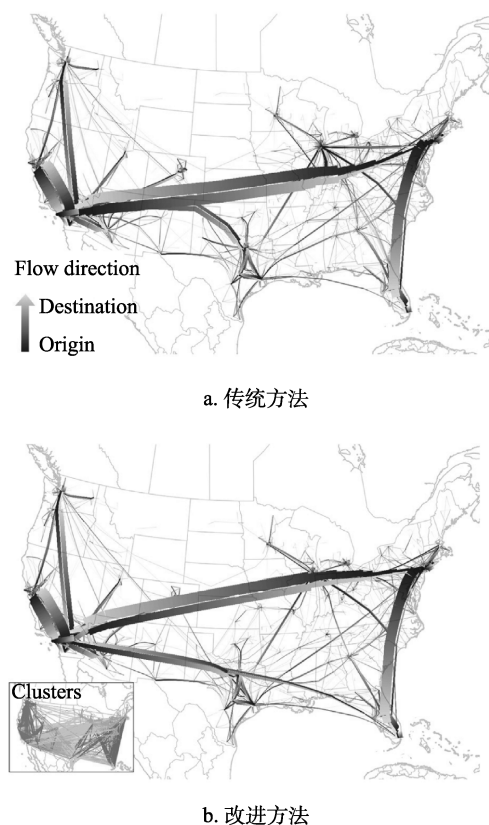 Flow direction
Destination
Origin
a. 传统方法
Clusters
b. 改进方法